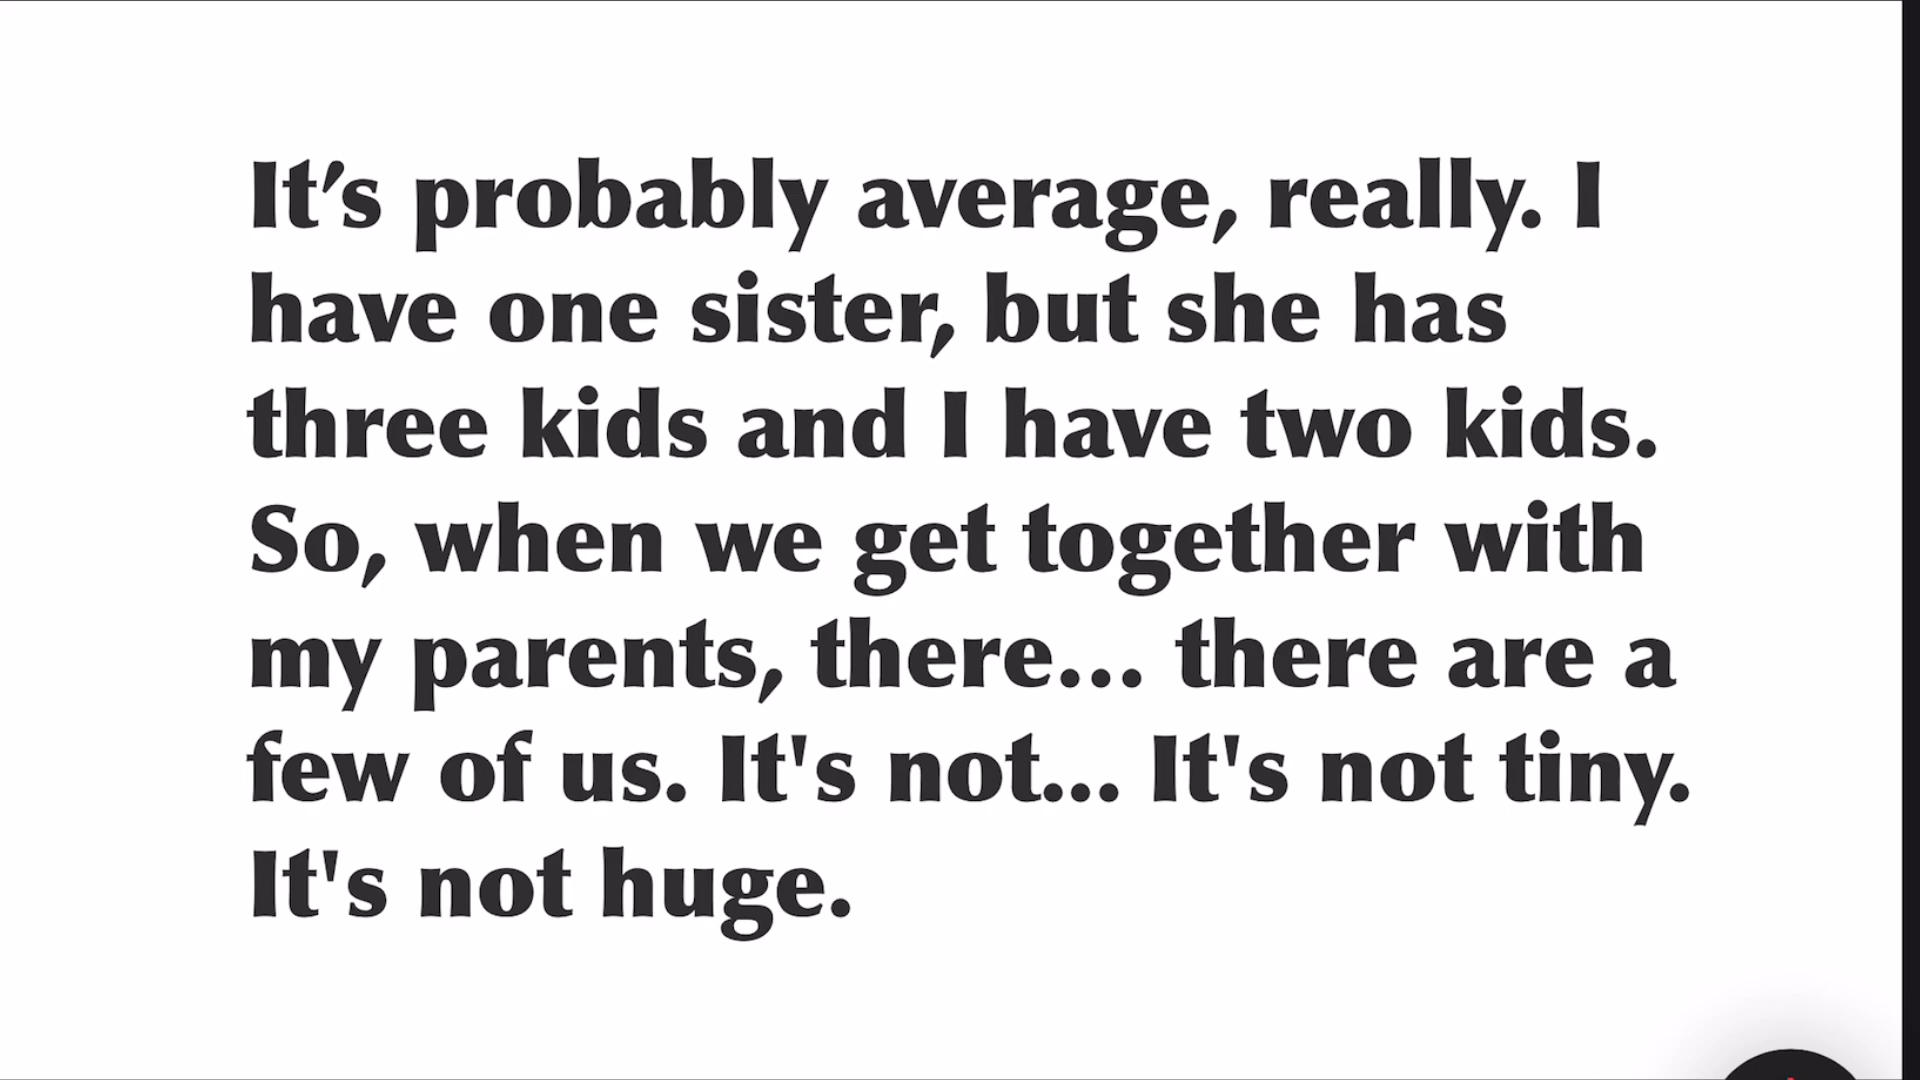 It’s probably average, really. I
have one sister, but she has
three kids and I have two kids.
So, when we get together with
my parents, there... there are a
few of us. It's not... It's not tiny.
It's not huge.